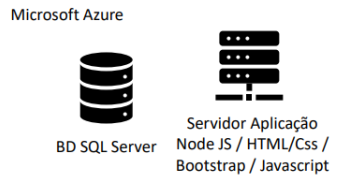 Microsoft Azure
BD SQL Server
Servidor Aplicação
Node JS / HTML/Css /
Bootstrap / Javascript